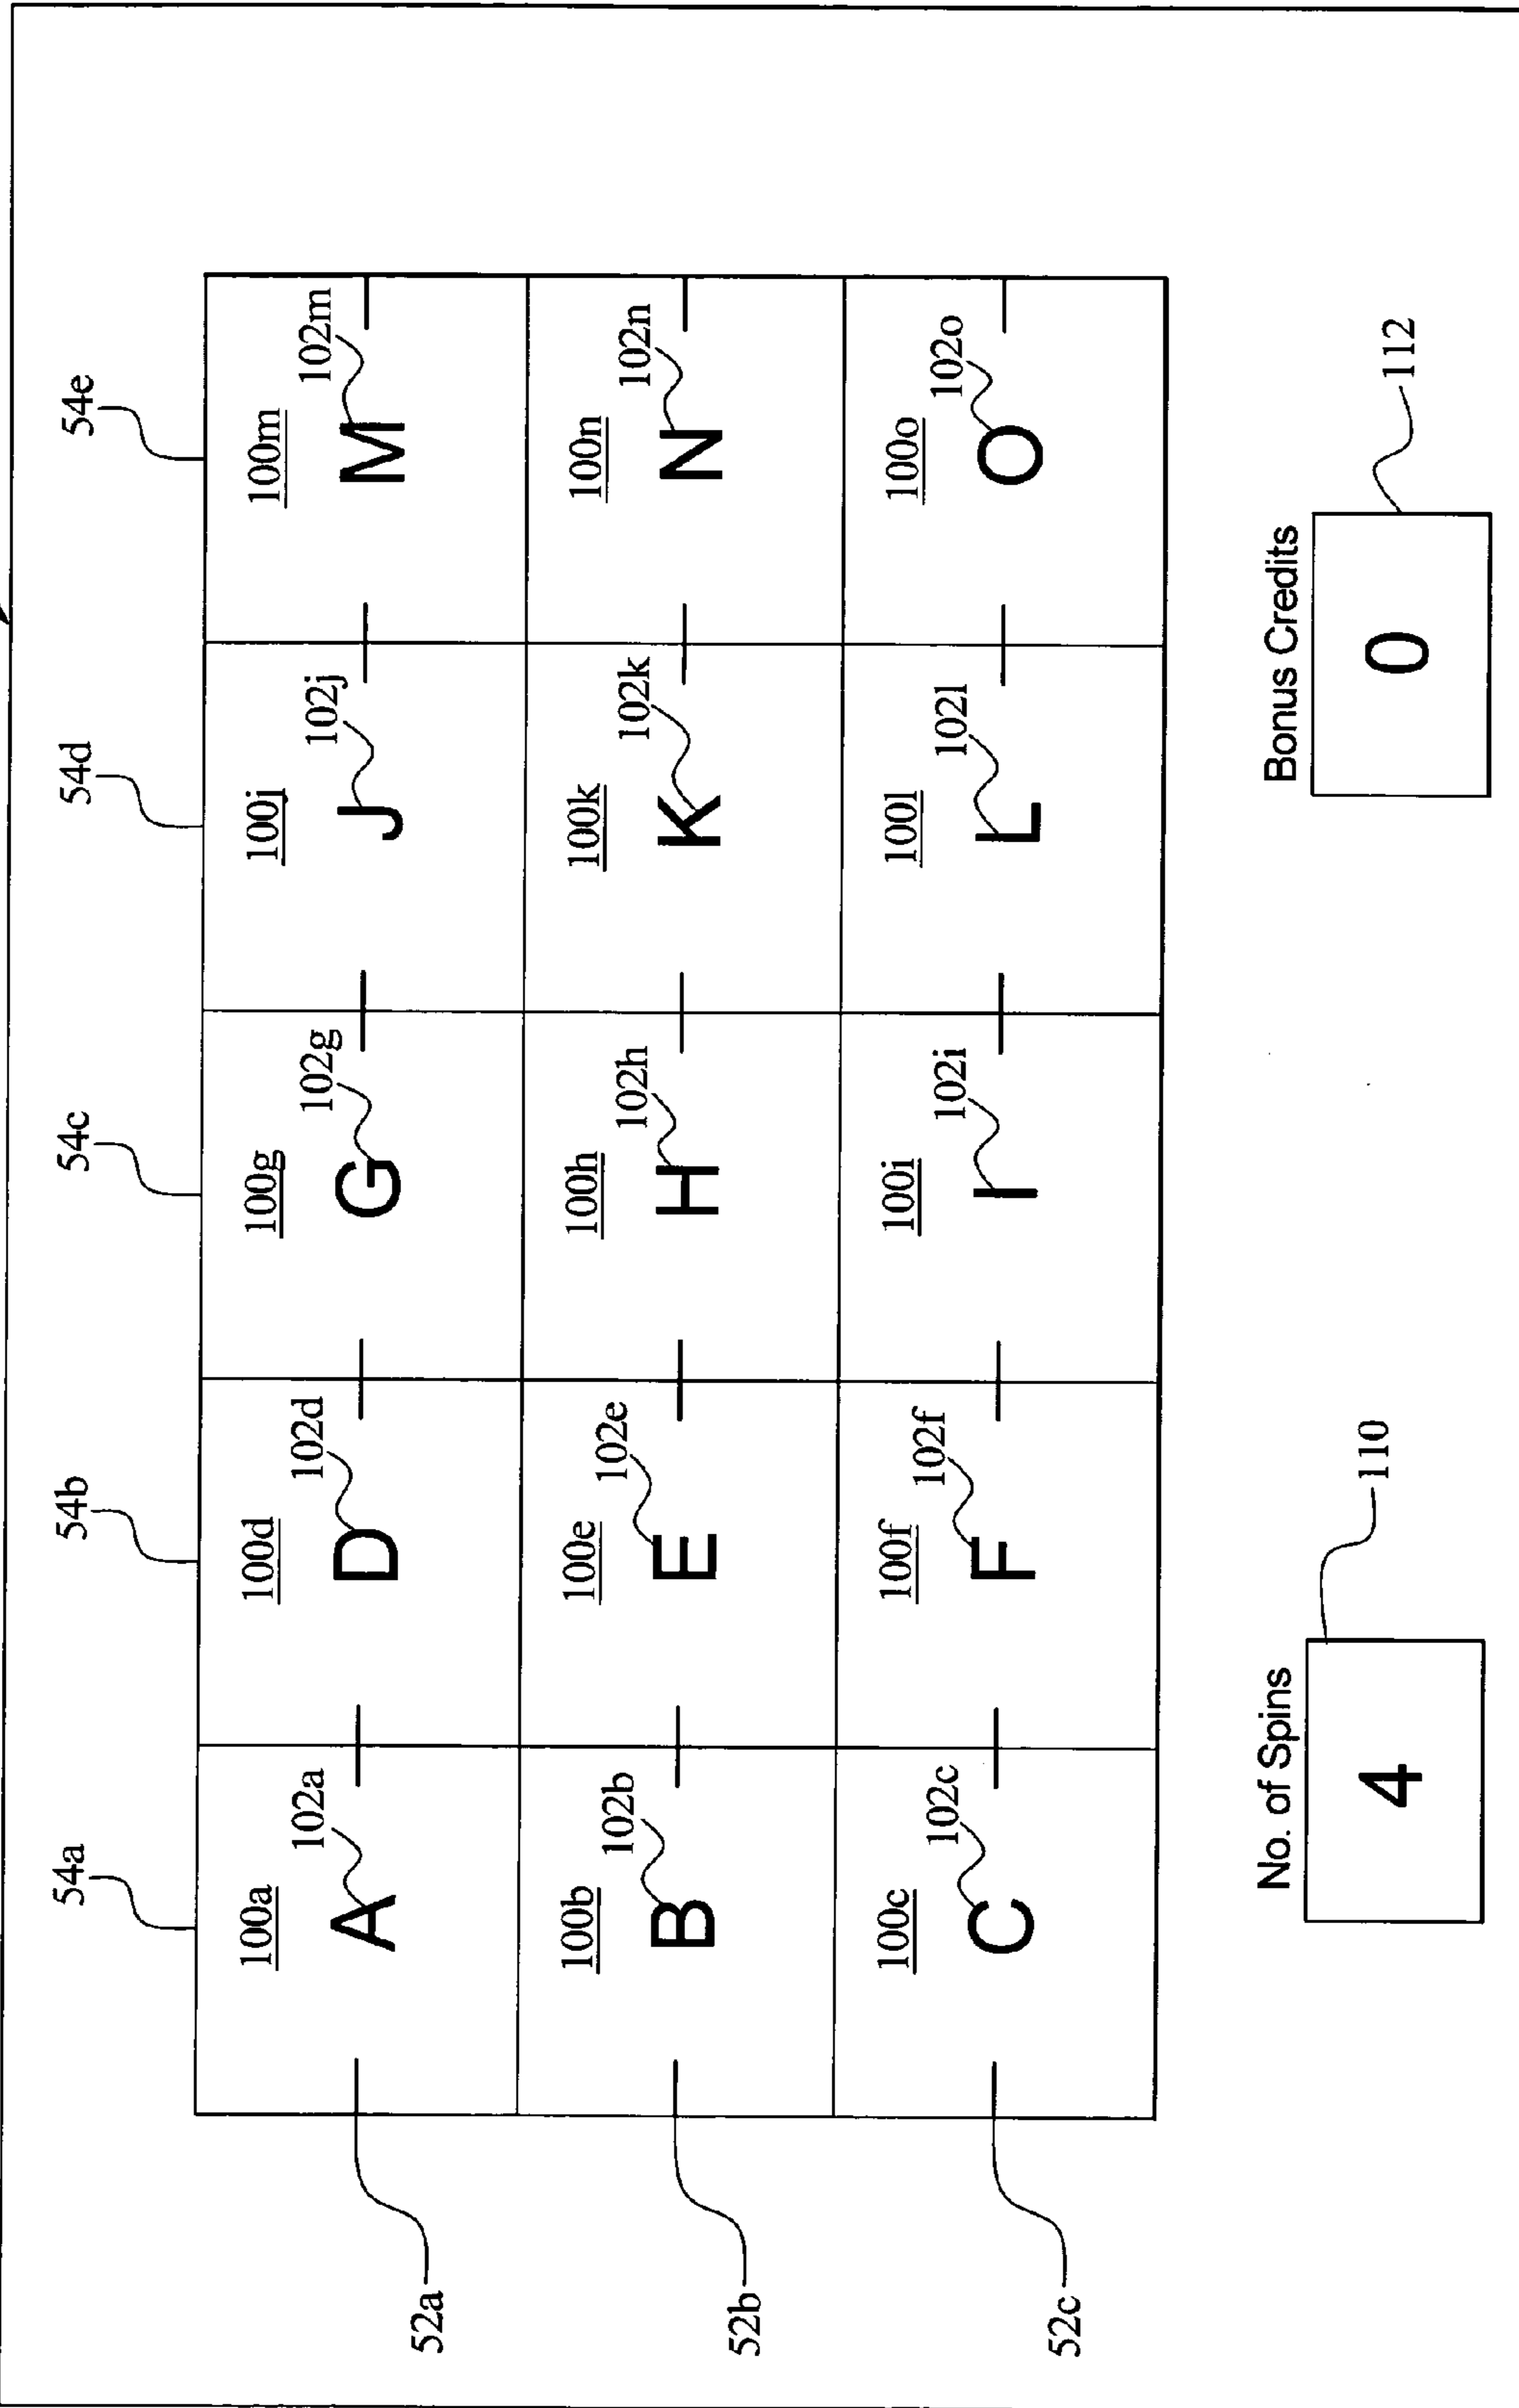 54a 54b 54c 54d 54e
100a 100d 100g 100j 100m
A 102a D 102d G 102g J 102j M 102m
52a
100b 100e 100h 100k 100n
B 102b E 102e H 102h K 102k N 102n
52b
100c 100f 100i 100l 100o
C 102c F 102f I 102i L 102l O 102o
52c
No. of Spins Bonus Credits
4 110 0 112